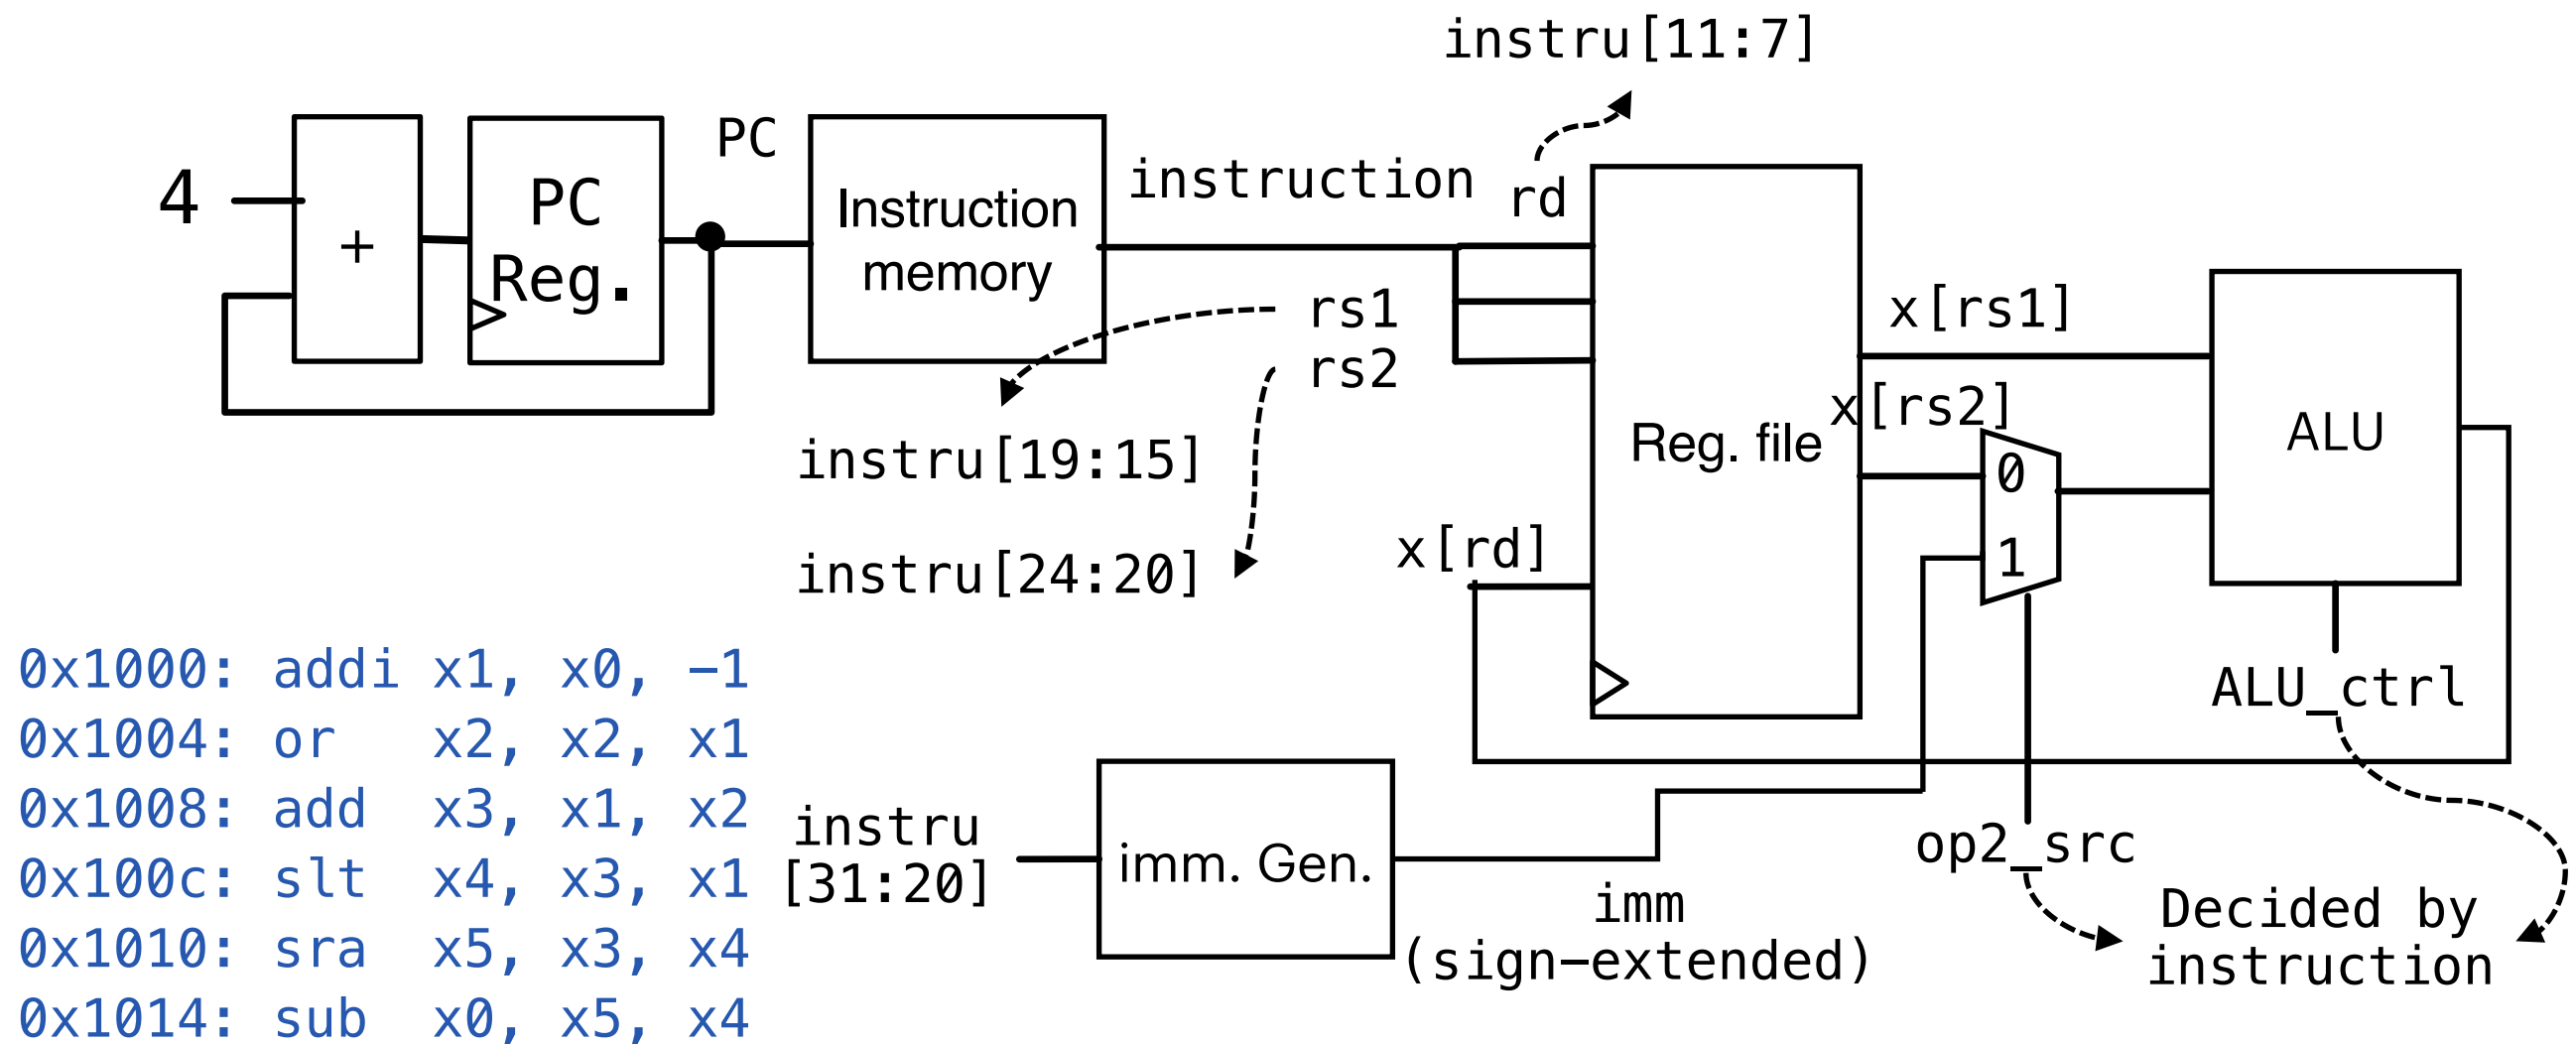 instru[11:7]
4
+
PC
Reg.
PC
Instruction
memory
instruction
rd
rs1
rs2
instru[19:15]
instru[24:20]
x[rd]
Reg. file
x[rs1]
x[rs2]
0
1
ALU
ALU_ctrl
op2_src
Decided by
instruction
instru
[31:20]
imm. Gen.
imm
(sign-extended)
0x1000: addi x1, x0, -1
0x1004: or x2, x2, x1
0x1008: add x3, x1, x2
0x100c: slt x4, x3, x1
0x1010: sra x5, x3, x4
0x1014: sub x0, x5, x4